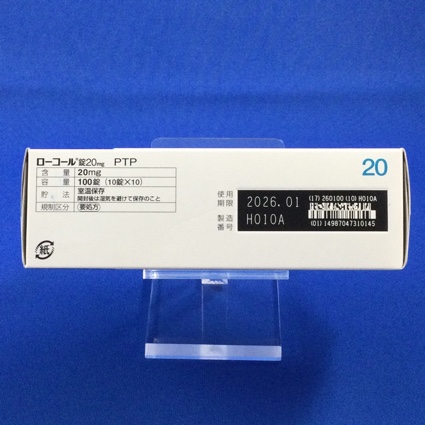 ローコール®錠20mg PTP
含量 20mg
容量 100錠 (10錠×10)
貯法 室温保存
開封後は湿気を避けて保存のこと
規制区分 要処方
紙
20
使用期限 2026.01
製造番号 H010A
(17) 260100 (10) H010A
(01) 14987047310145